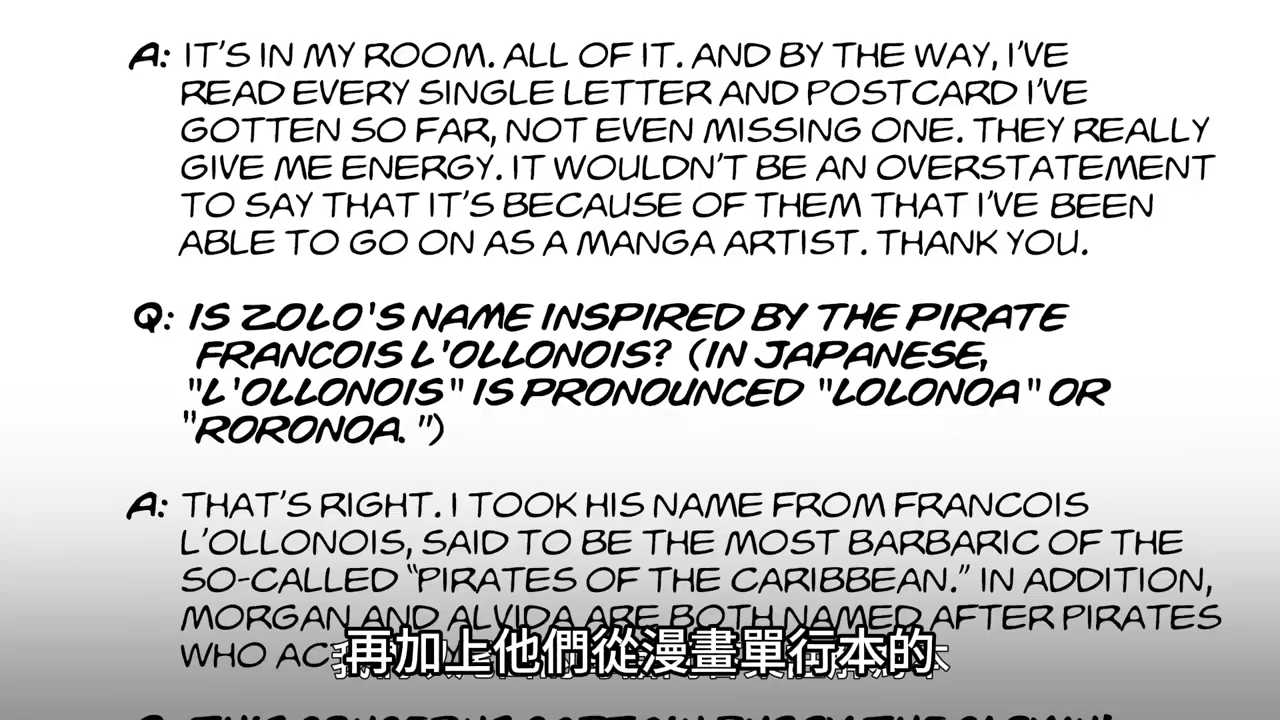 A: IT'S IN MY ROOM. ALL OF IT. AND BY THE WAY, I'VE
READ EVERY SINGLE LETTER AND POSTCARD I'VE
GOTTEN SO FAR, NOT EVEN MISSING ONE. THEY REALLY
GIVE ME ENERGY. IT WOULDN'T BE AN OVERSTATEMENT
TO SAY THAT IT'S BECAUSE OF THEM THAT I'VE BEEN
ABLE TO GO ON AS A MANGA ARTIST. THANK YOU.
Q: IS ZOLO'S NAME INSPIRED BY THE PIRATE
FRANCOIS L'OLLONOIS? (IN JAPANESE,
"L'OLLONOIS" IS PRONOUNCED "LOLONOA" OR
"RORONOA.")
A: THAT'S RIGHT. I TOOK HIS NAME FROM FRANCOIS
L'OLLONOIS, SAID TO BE THE MOST BARBARIC OF THE
SO-CALLED “PIRATES OF THE CARIBBEAN.” IN ADDITION,
MORGAN AND ALVIDA ARE BOTH NAMED AFTER PIRATES
WHO
再加上他們從漫畫單行本的